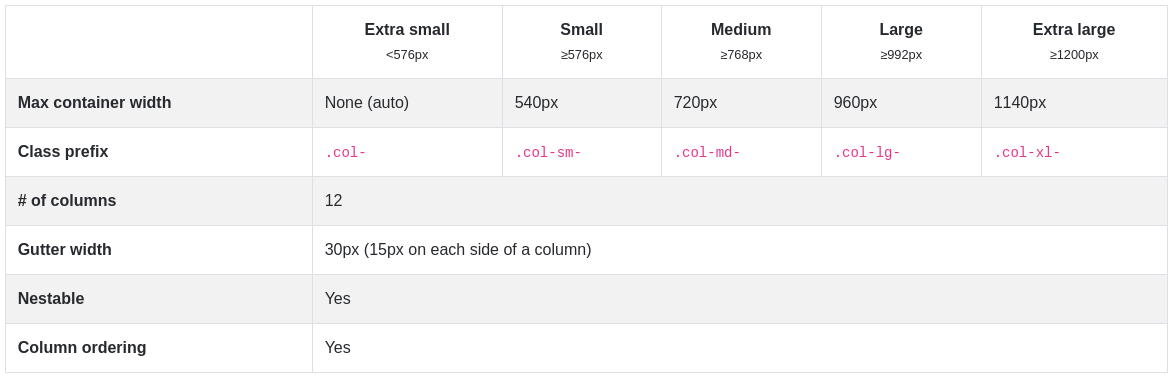 Extra small Small Medium Large Extra large
<576px ≥576px ≥768px ≥992px ≥1200px
Max container width None (auto) 540px 720px 960px 1140px
Class prefix .col- .col-sm- .col-md- .col-lg- .col-xl-
# of columns 12
Gutter width 30px (15px on each side of a column)
Nestable Yes
Column ordering Yes